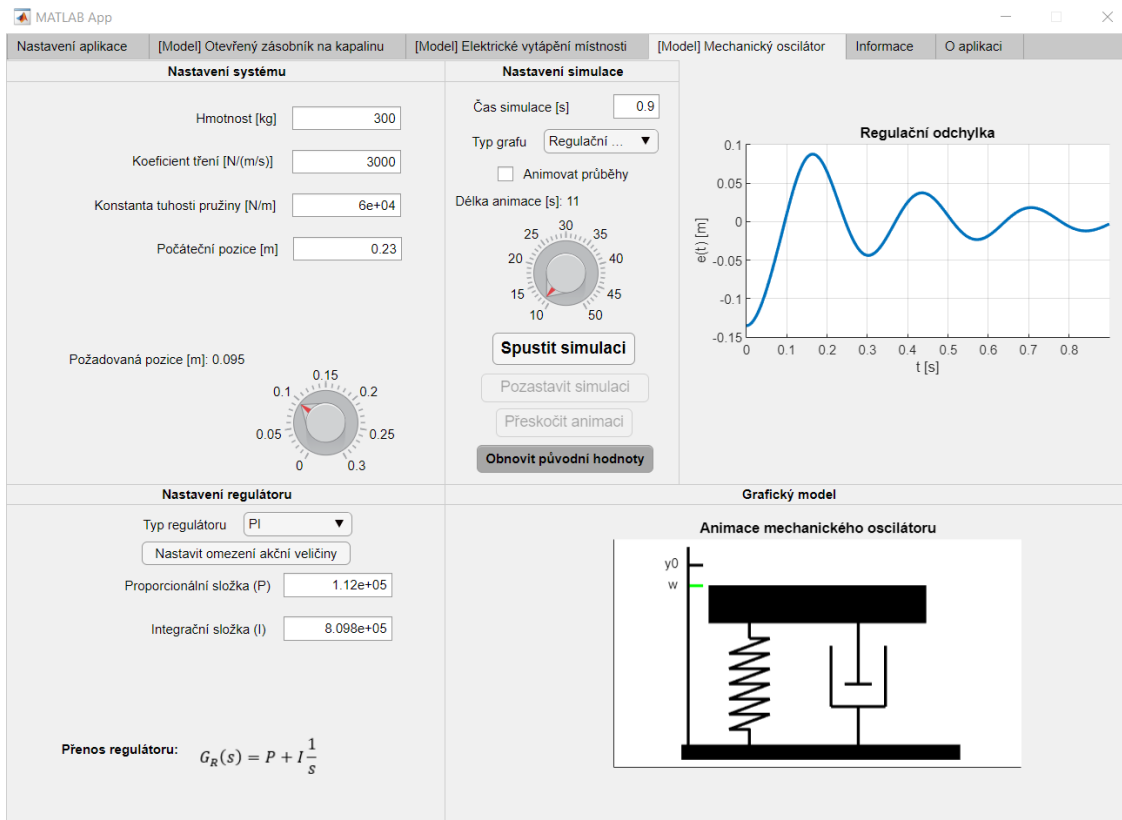 MATLAB App
Nastavení aplikace
[Model] Otevřený zásobník na kapalinu
[Model] Elektrické vytápění místnosti
[Model] Mechanický oscilátor
Informace
O aplikaci
Nastavení systému
Hmotnost [kg] 300
Koeficient tření [N/(m/s)] 3000
Konstanta tuhosti pružiny [N/m] 6e+04
Počáteční pozice [m] 0.23
Požadovaná pozice [m]: 0.095
0.15
0.1 0.2
0.05 0.25
0 0.3
Nastavení simulace
Čas simulace [s] 0.9
Typ grafu Regulační ...
Animovat průběhy
Délka animace [s]: 11
30
25 35
20 40
15 45
10 50
Spustit simulaci
Pozastavit simulaci
Přeskočit animaci
Obnovit původní hodnoty
Regulační odchylka
e(t) [m]
0.1
0.05
0
-0.05
-0.1
-0.15
0 0.1 0.2 0.3 0.4 0.5 0.6 0.7 0.8
t [s]
Nastavení regulátoru
Typ regulátoru PI
Nastavit omezení akční veličiny
Proporcionální složka (P) 1.12e+05
Integrační složka (I) 8.098e+05
Přenos regulátoru: G_R(s) = P + I 1/s
Grafický model
Animace mechanického oscilátoru
y0
w